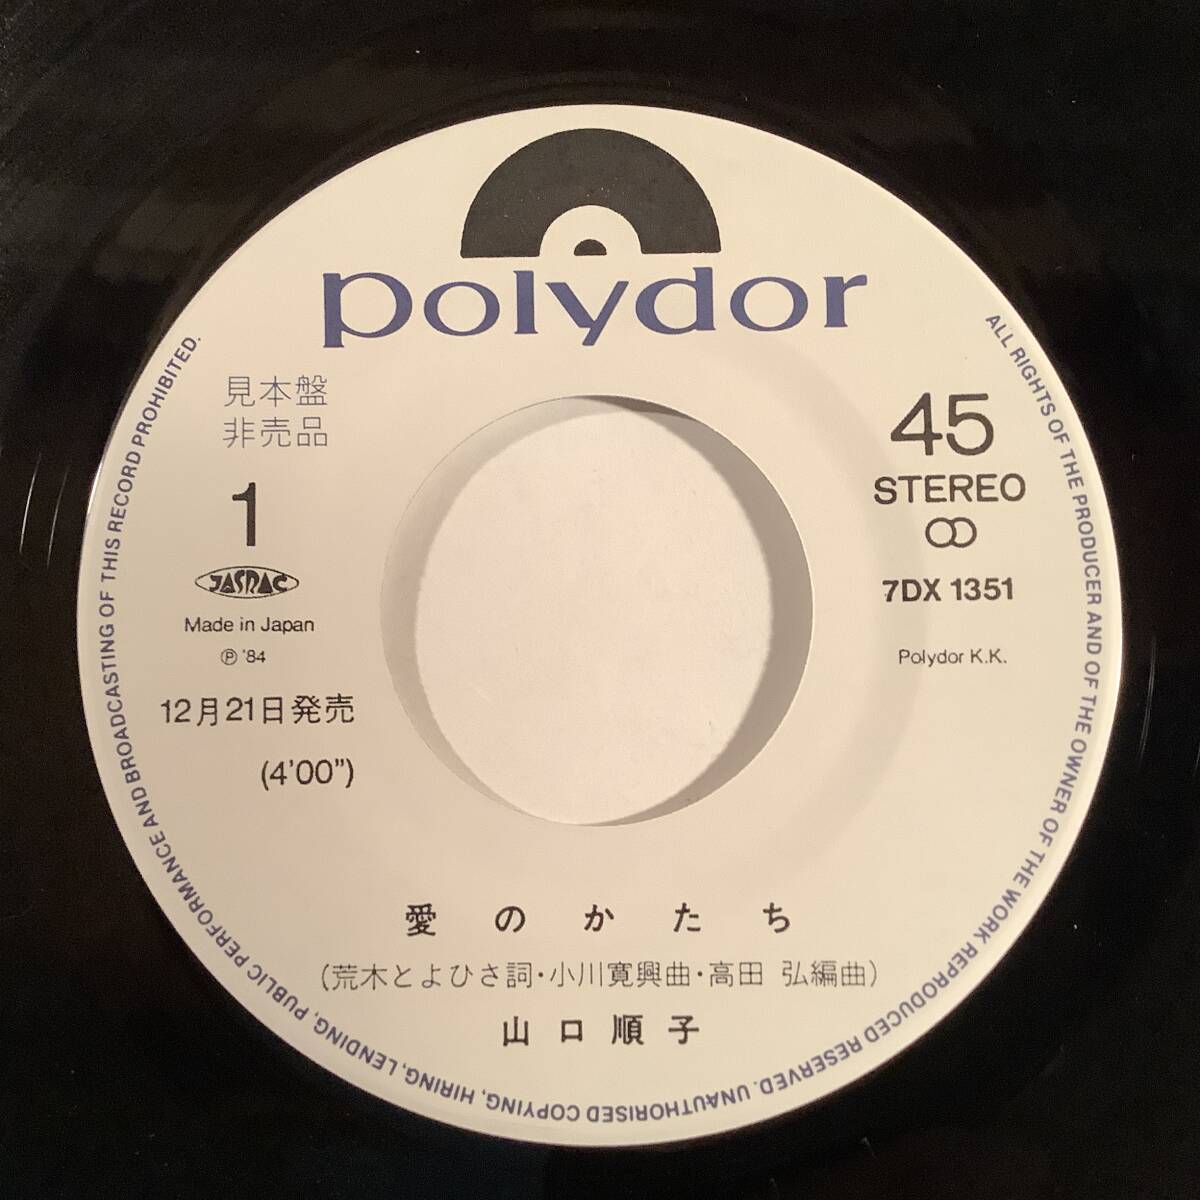 polydor
見本盤
非売品
1
JASRAC
Made in Japan
Ⓟ '84
12月21日発売
(4'00”)
45
STEREO
7DX 1351
Polydor K.K.
愛のかたち
(荒木とよひさ詞・小川寛興曲・高田 弘編曲)
山口順子
ALL RIGHTS OF THE PRODUCER AND OF THE OWNER OF THE WORK REPRODUCED RESERVED. UNAUTHORISED COPYING, HIRING, LENDING, PUBLIC PERFORMANCE AND BROADCASTING OF THIS RECORD PROHIBITED.